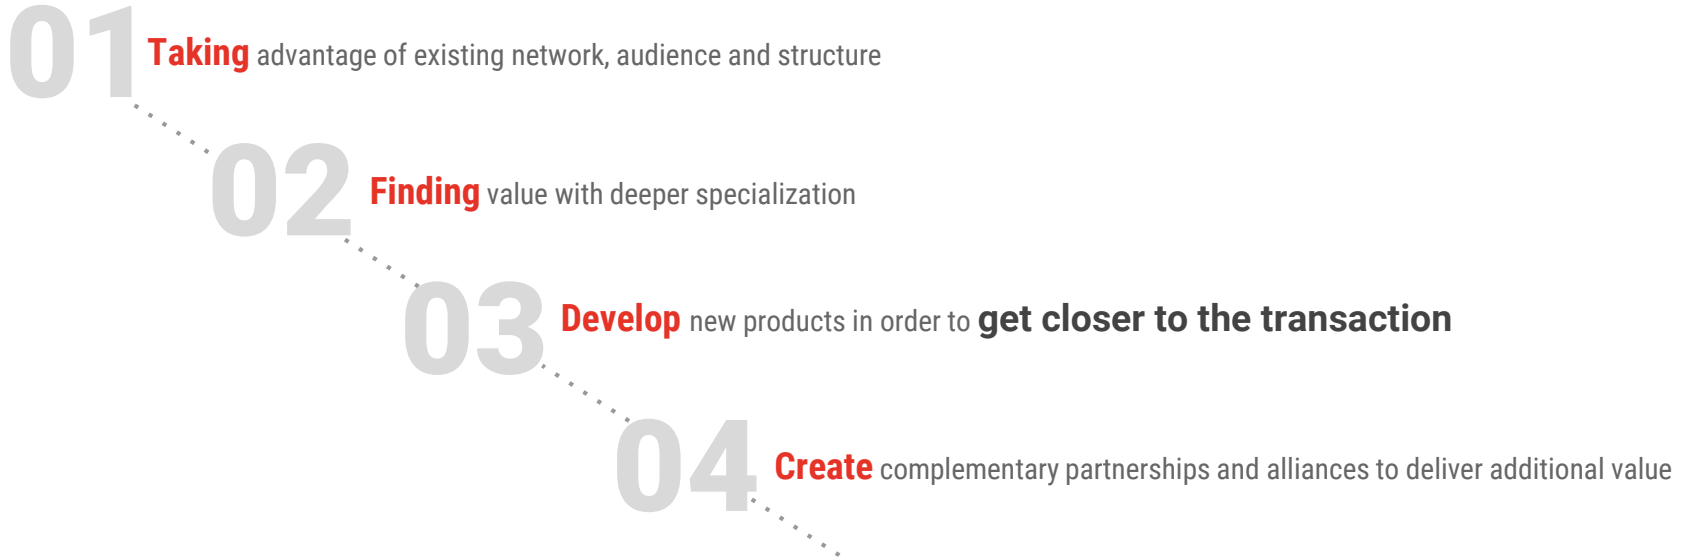 01 Taking advantage of existing network, audience and structure
02 Finding value with deeper specialization
03 Develop new products in order to get closer to the transaction
04 Create complementary partnerships and alliances to deliver additional value